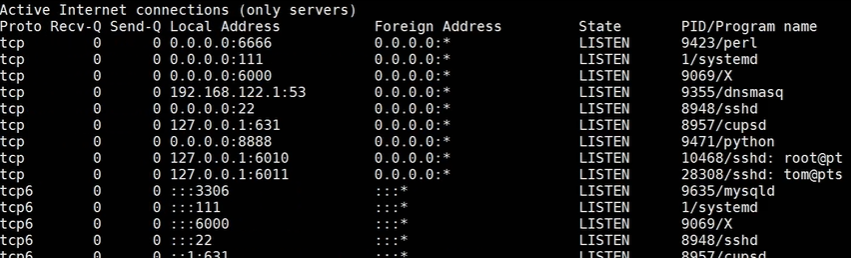 Active Internet connections (only servers)
Proto Recv-Q Send-Q Local Address           Foreign Address         State       PID/Program name
tcp        0      0 0.0.0.0:6666            0.0.0.0:*               LISTEN      9423/perl
tcp        0      0 0.0.0.0:111             0.0.0.0:*               LISTEN      1/systemd
tcp        0      0 0.0.0.0:6000            0.0.0.0:*               LISTEN      9069/X
tcp        0      0 192.168.122.1:53        0.0.0.0:*               LISTEN      9355/dnsmasq
tcp        0      0 0.0.0.0:22              0.0.0.0:*               LISTEN      8948/sshd
tcp        0      0 127.0.0.1:631           0.0.0.0:*               LISTEN      8957/cupsd
tcp        0      0 0.0.0.0:8888            0.0.0.0:*               LISTEN      9471/python
tcp        0      0 127.0.0.1:6010          0.0.0.0:*               LISTEN      10468/sshd: root@pt
tcp        0      0 127.0.0.1:6011          0.0.0.0:*               LISTEN      28308/sshd: tom@pts
tcp6       0      0 :::3306                 :::*                    LISTEN      9635/mysqld
tcp6       0      0 :::111                  :::*                    LISTEN      1/systemd
tcp6       0      0 :::6000                 :::*                    LISTEN      9069/X
tcp6       0      0 :::22                   :::*                    LISTEN      8948/sshd
tcp6       0      0 ::1:631                 :::*                    LISTEN      8957/cupsd